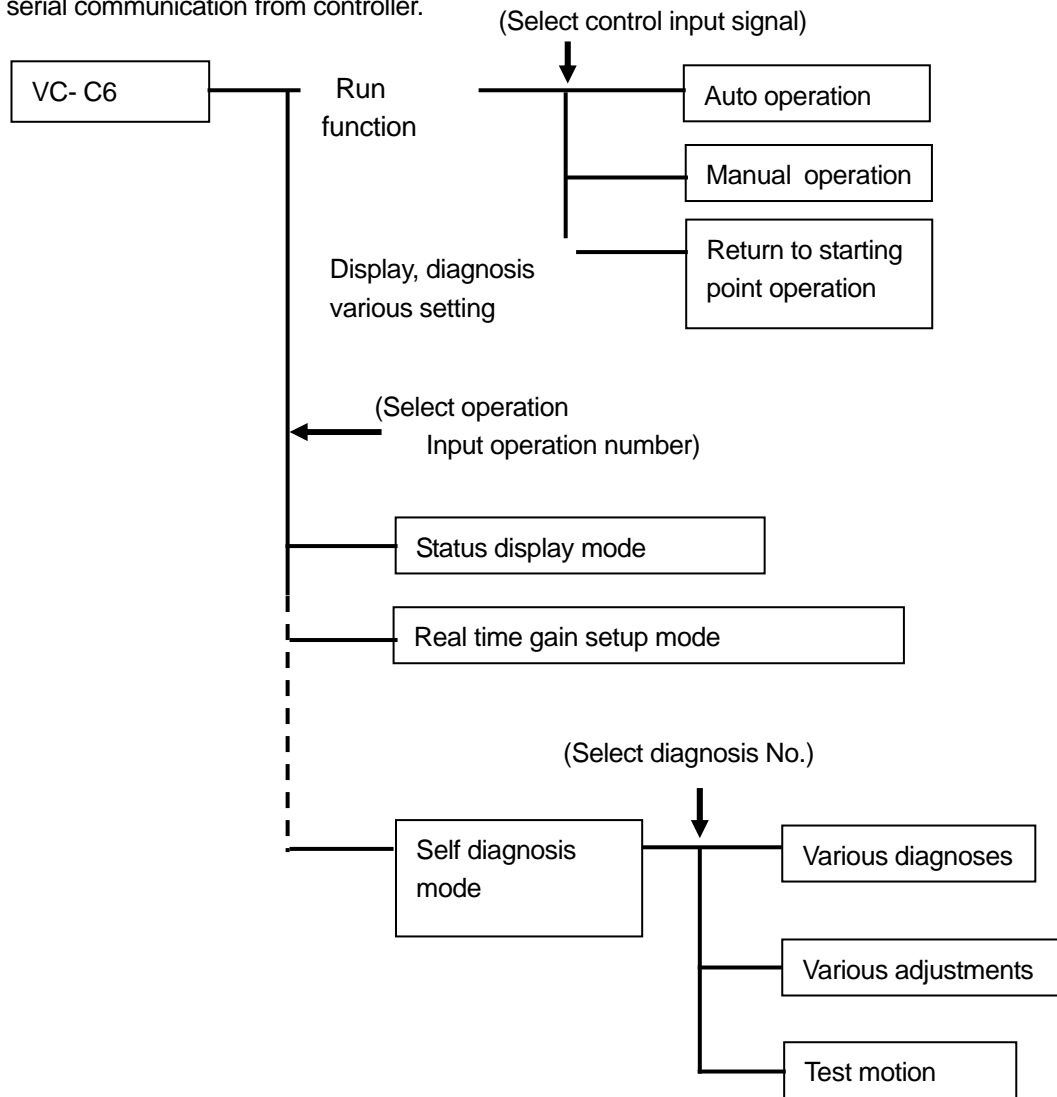 serial communication from controller.
(Select control input signal)
VC- C6
Run
function
Auto operation
Manual operation
Return to starting
point operation
Display, diagnosis
various setting
(Select operation
Input operation number)
Status display mode
Real time gain setup mode
(Select diagnosis No.)
Self diagnosis
mode
Various diagnoses
Various adjustments
Test motion